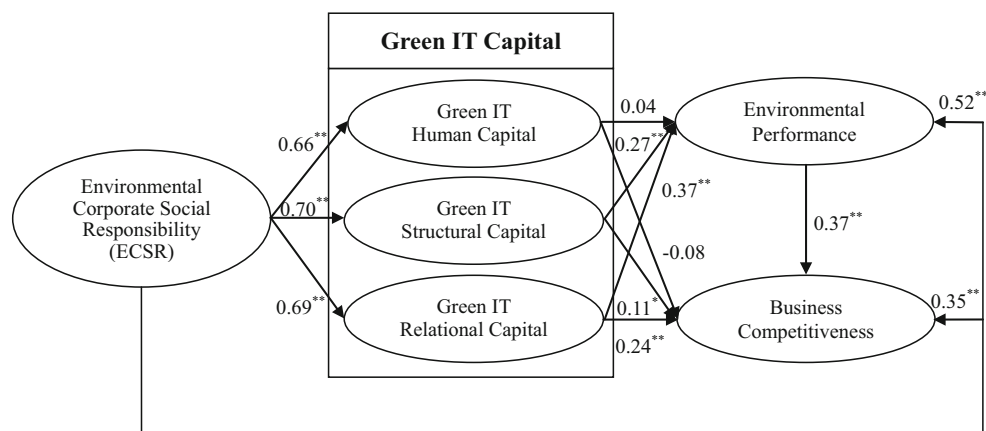 Green IT Capital
Green IT
Human Capital
Green IT
Structural Capital
Green IT
Relational Capital
Environmental
Corporate Social
Responsibility
(ECSR)
Environmental
Performance
Business
Competitiveness
0.66**
0.70**
0.69**
0.04
0.27**
0.37**
-0.08
0.11*
0.24**
0.37**
0.52**
0.35**